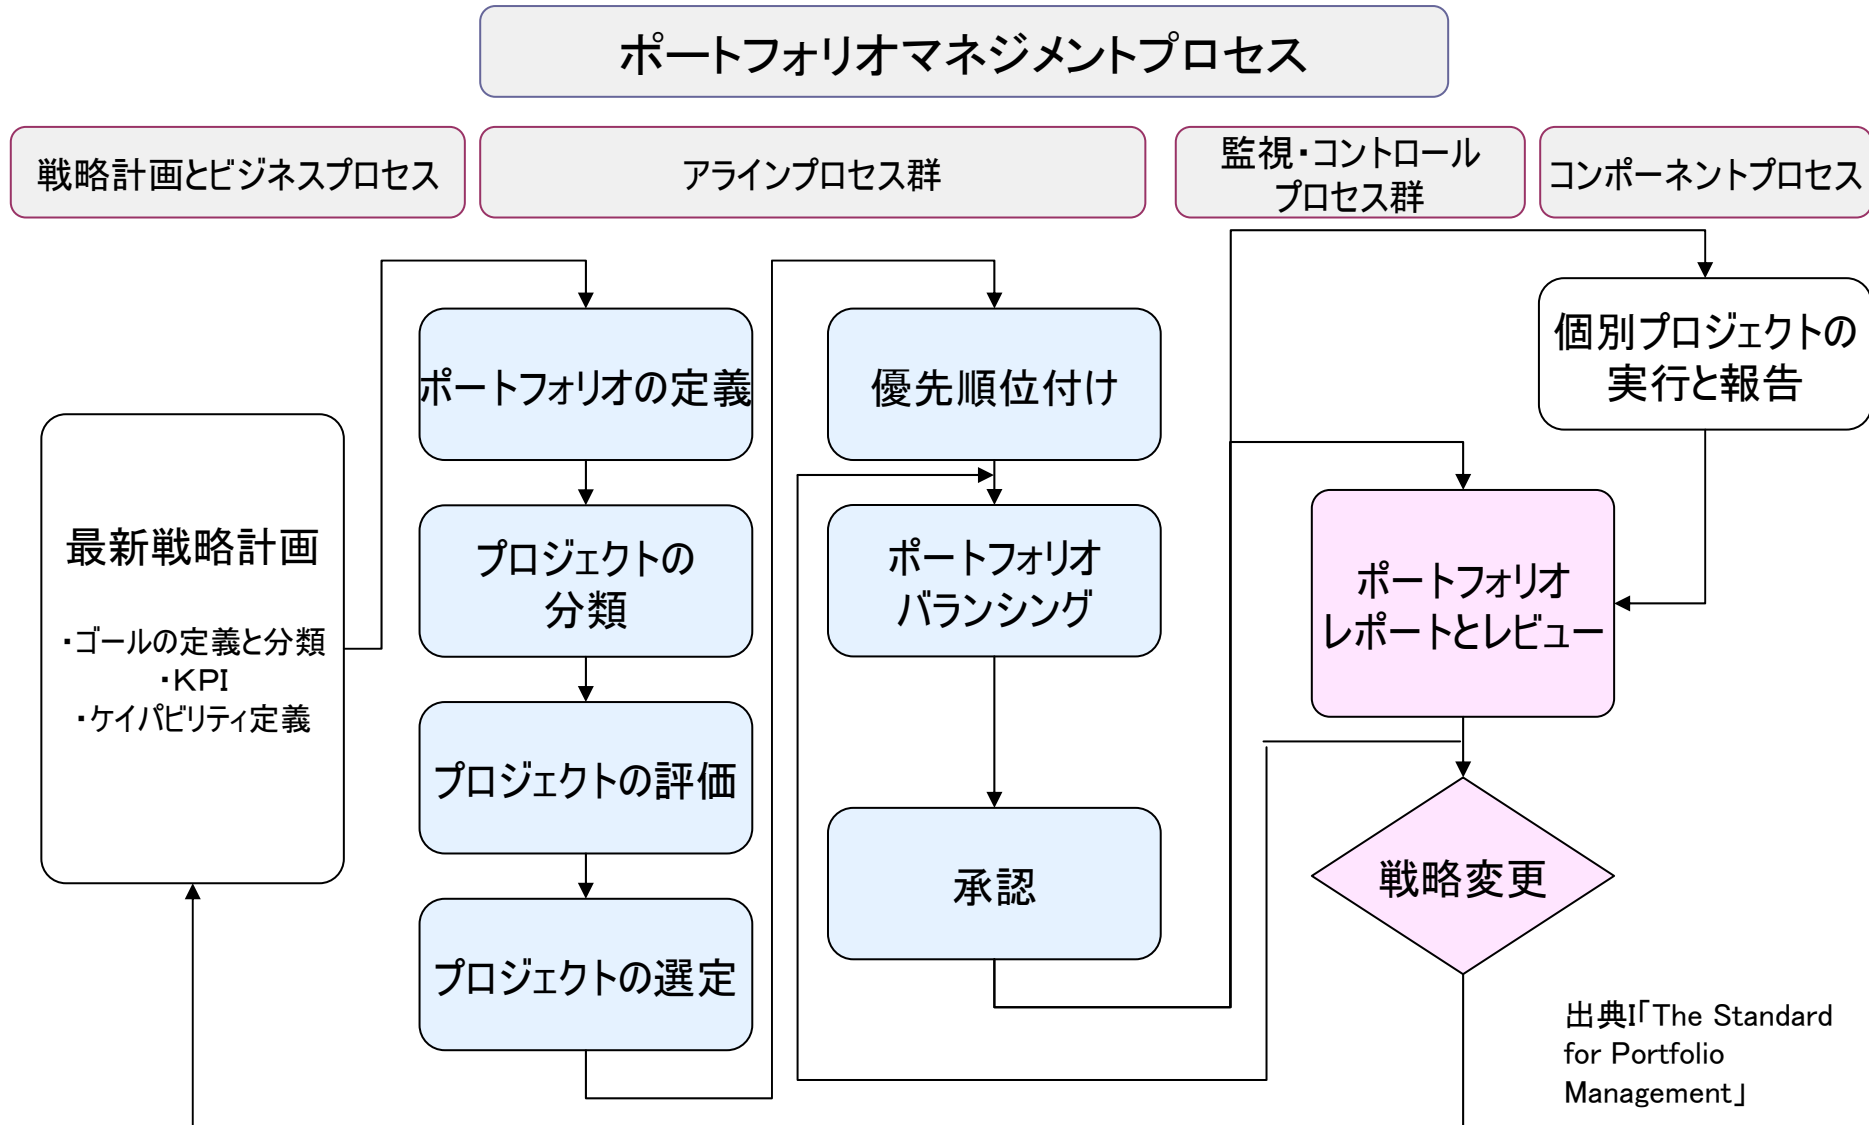 ポートフォリオマネジメントプロセス
戦略計画とビジネスプロセス
アラインプロセス群
監視・コントロール
プロセス群
コンポーネントプロセス
最新戦略計画
・ゴールの定義と分類
・KPI
・ケイパビリティ定義
ポートフォリオの定義
プロジェクトの
分類
プロジェクトの評価
プロジェクトの選定
優先順位付け
ポートフォリオ
バランシング
承認
個別プロジェクトの
実行と報告
ポートフォリオ
レポートとレビュー
戦略変更
出典I「The Standard
for Portfolio
Management」